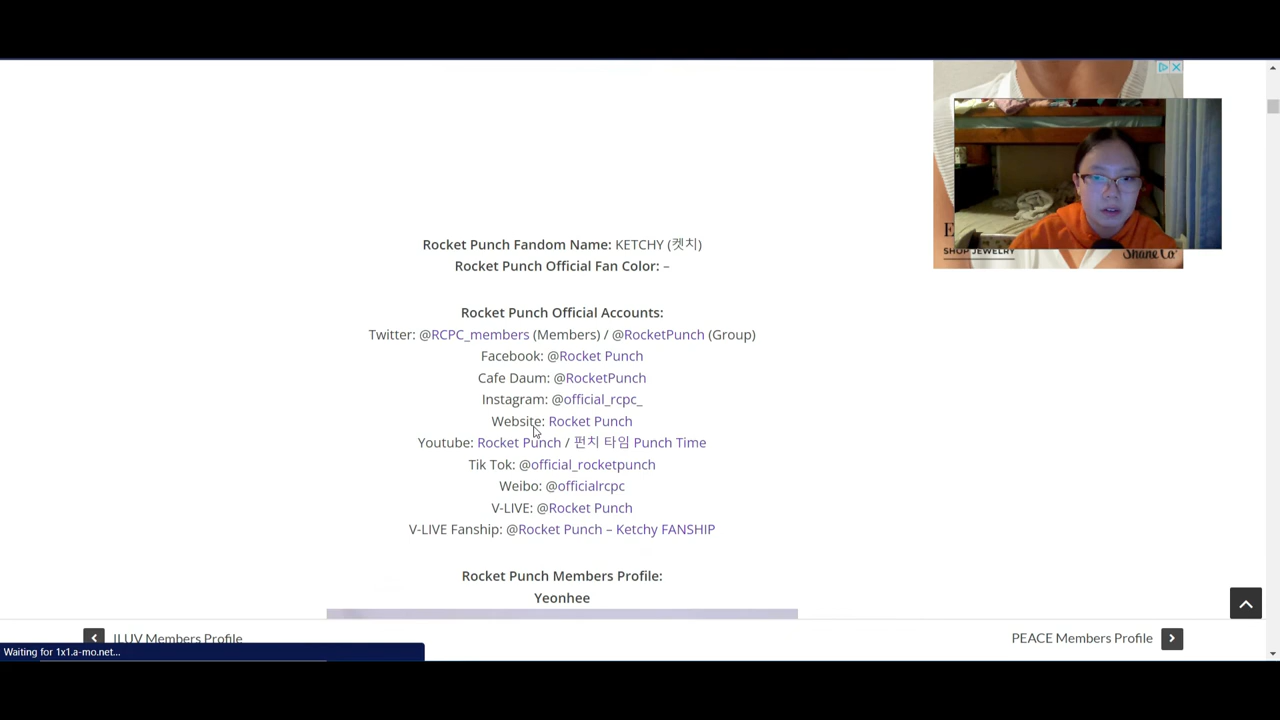 Rocket Punch Fandom Name: KETCHY (켓치)
Rocket Punch Official Fan Color: –
Rocket Punch Official Accounts:
Twitter: @RCPC_members (Members) / @RocketPunch (Group)
Facebook: @Rocket Punch
Cafe Daum: @RocketPunch
Instagram: @official_rcpc_
Website: Rocket Punch
Youtube: Rocket Punch / 펀치 타임 Punch Time
Tik Tok: @official_rocketpunch
Weibo: @officialrcpc
V-LIVE: @Rocket Punch
V-LIVE Fanship: @Rocket Punch – Ketchy FANSHIP
Rocket Punch Members Profile:
Yeonhee
SHOP JEWELRY
Shane Co
ILUV Members Profile
PEACE Members Profile
Waiting for 1x1.a-mo.net...